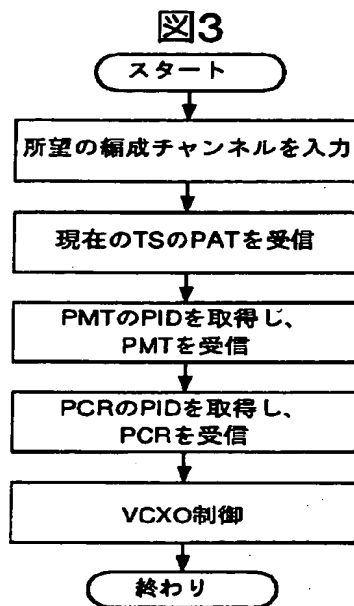 図3
スタート
所望の編成チャンネルを入力
現在のTSのPATを受信
PMTのPIDを取得じ、
PMTを受信
PCRのPIDを取得し、
PCRを受信
VCXO制御
終わり